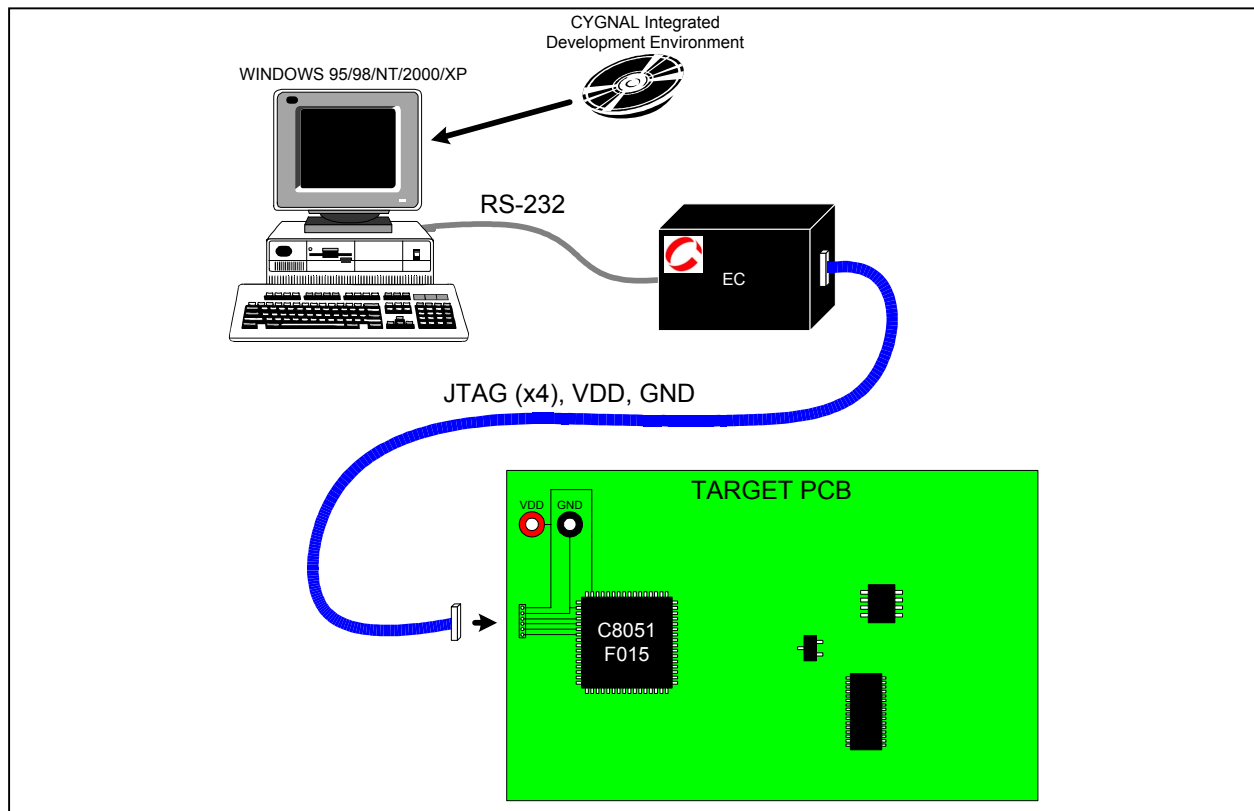 CYGNAL Integrated
Development Environment
WINDOWS 95/98/NT/2000/XP
RS-232
EC
JTAG (x4), VDD, GND
TARGET PCB
VDD
GND
C8051
F015